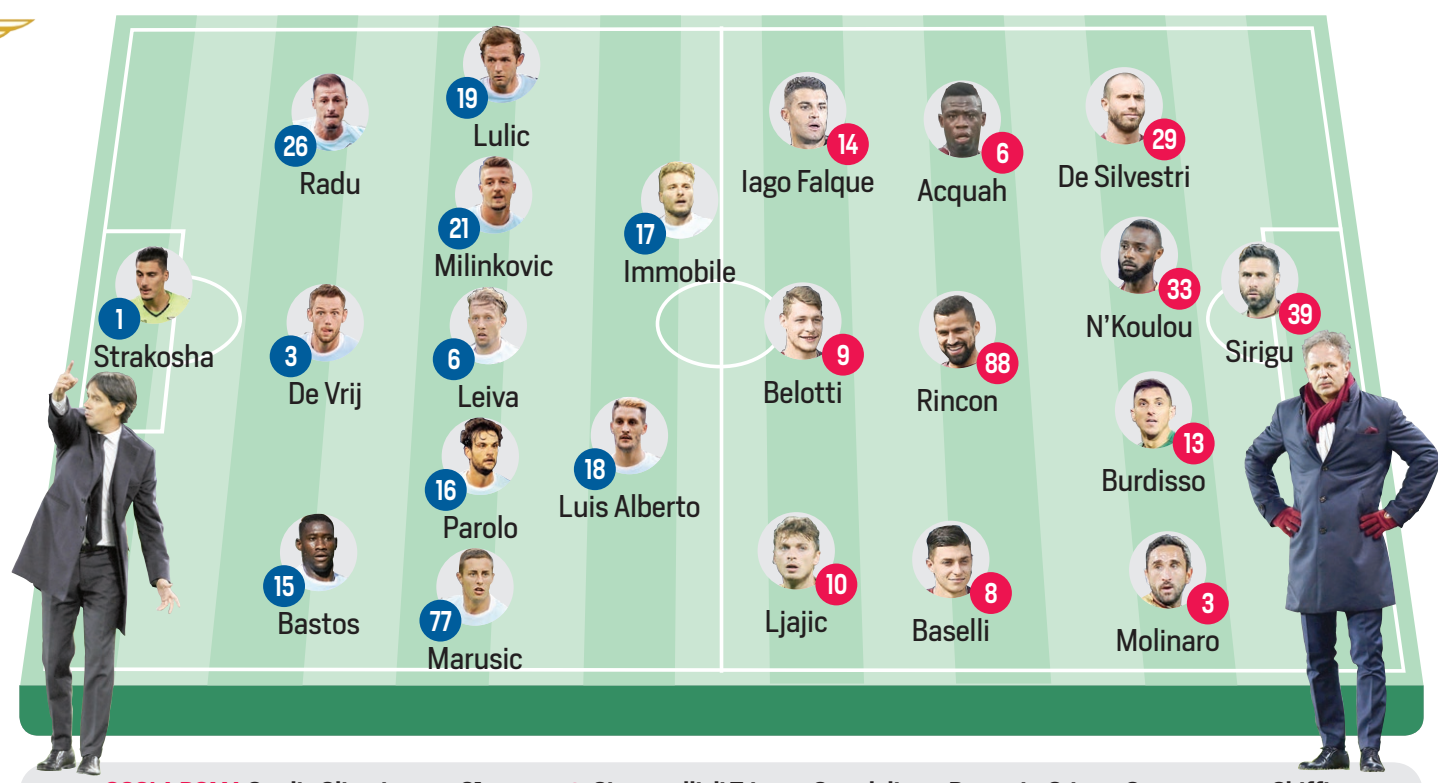 19
Lulic
26
Radu
21
Milinkovic
17
Immobile
1
Strakosha
3
De Vrij
6
Leiva
16
Parolo
18
Luis Alberto
15
Bastos
77
Marusic
14
Iago Falque
6
Acquah
29
De Silvestri
33
N'Koulou
39
Sirigu
9
Belotti
88
Rincon
13
Burdisso
10
Ljajic
8
Baselli
3
Molinaro